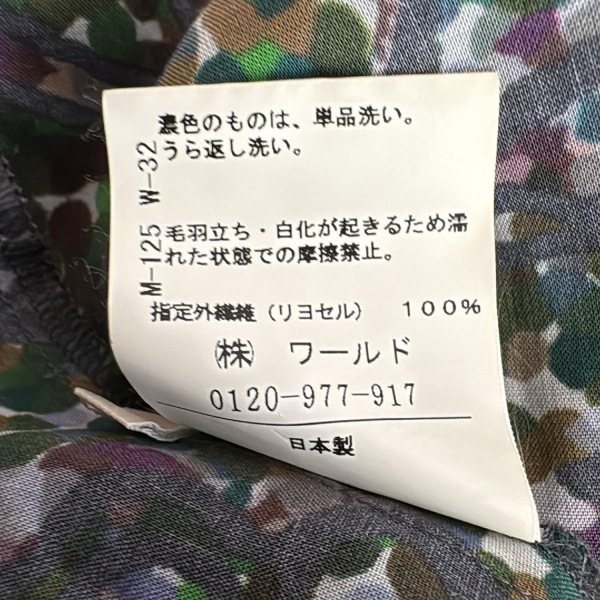 濃色のものは、単品洗い。
うら返し洗い。
W-32
毛羽立ち・白化が起きるため濡
れた状態での摩擦禁止。
M-125
指定外繊維（リヨセル） 100%
㈱ ワールド
0120-977-917
日本製